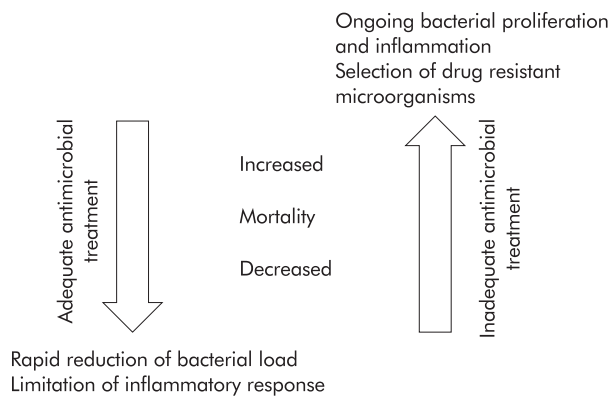 Ongoing bacterial proliferation
and inflammation
Selection of drug resistant
microorganisms
Adequate antimicrobial
treatment
Increased
Mortality
Decreased
Inadequate antimicrobial
treatment
Rapid reduction of bacterial load
Limitation of inflammatory response